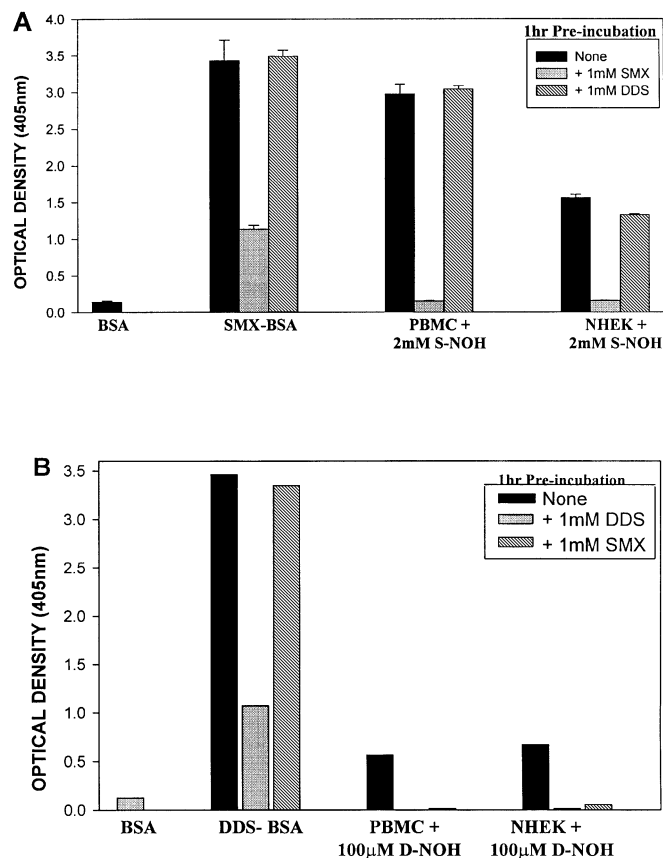 A
1hr Pre-incubation
None
+ 1mM SMX
+ 1mM DDS
OPTICAL DENSITY (405nm)
4.0
3.5
3.0
2.5
2.0
1.5
1.0
0.5
0.0
BSA
SMX-BSA
PBMC +
2mM S-NOH
NHEK +
2mM S-NOH
B
1hr Pre-incubation
None
+ 1mM DDS
+ 1mM SMX
OPTICAL DENSITY (405nm)
3.5
3.0
2.5
2.0
1.5
1.0
0.5
0.0
BSA
DDS- BSA
PBMC +
100µM D-NOH
NHEK +
100µM D-NOH